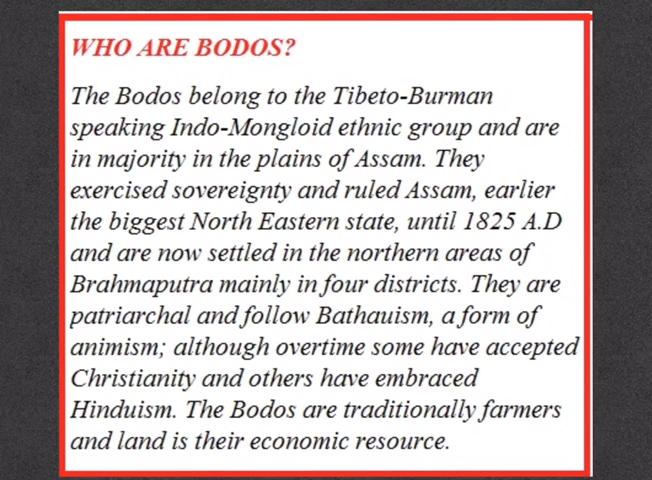 WHO ARE BODOS?
The Bodos belong to the Tibeto-Burman
speaking Indo-Mongloid ethnic group and are
in majority in the plains of Assam. They
exercised sovereignty and ruled Assam, earlier
the biggest North Eastern state, until 1825 A.D
and are now settled in the northern areas of
Brahmaputra mainly in four districts. They are
patriarchal and follow Bathauism, a form of
animism; although overtime some have accepted
Christianity and others have embraced
Hinduism. The Bodos are traditionally farmers
and land is their economic resource.